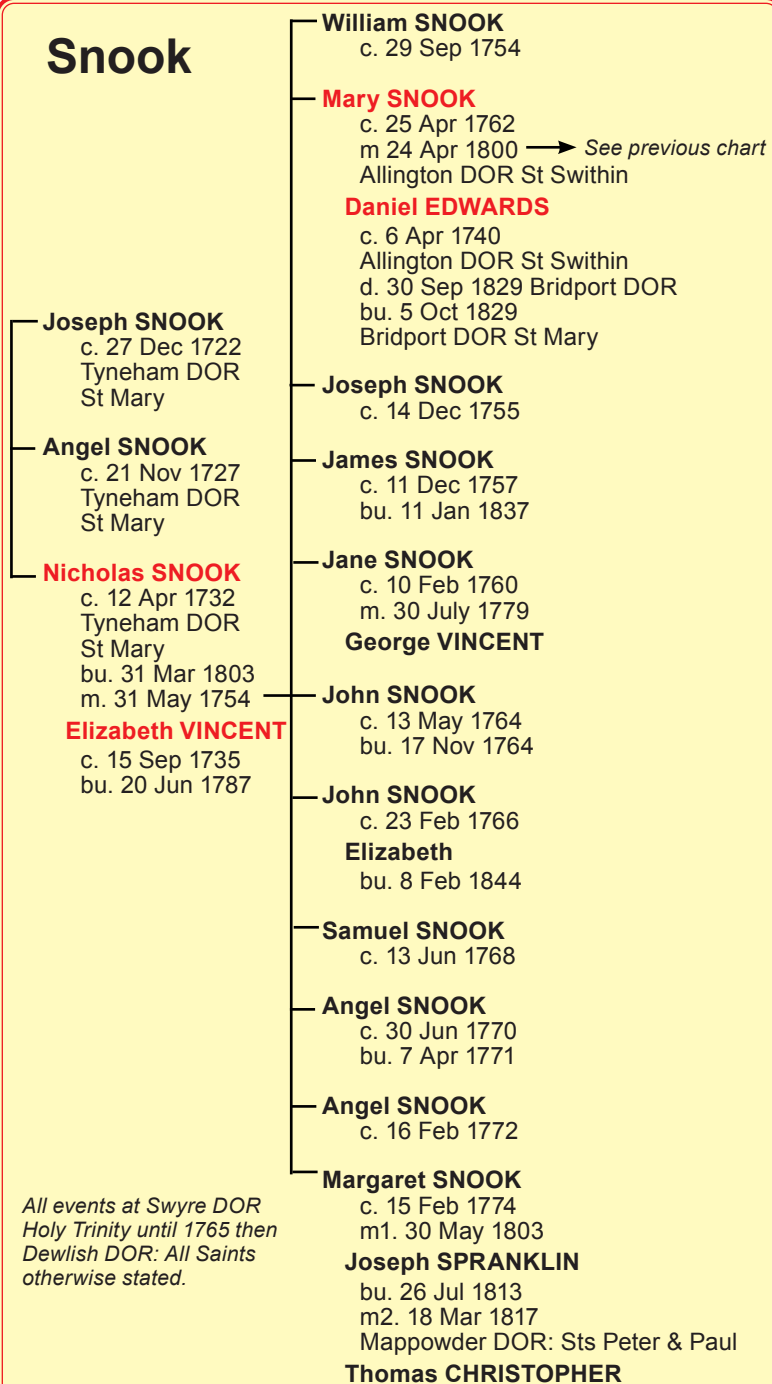 Snook
Joseph SNOOK
c. 27 Dec 1722
Tyneham DOR
St Mary
Angel SNOOK
c. 21 Nov 1727
Tyneham DOR
St Mary
Nicholas SNOOK
c. 12 Apr 1732
Tyneham DOR
St Mary
bu. 31 Mar 1803
m. 31 May 1754
Elizabeth VINCENT
c. 15 Sep 1735
bu. 20 Jun 1787
William SNOOK
c. 29 Sep 1754
Mary SNOOK
c. 25 Apr 1762
m 24 Apr 1800 See previous chart
Allington DOR St Swithin
Daniel EDWARDS
c. 6 Apr 1740
Allington DOR St Swithin
d. 30 Sep 1829 Bridport DOR
bu. 5 Oct 1829
Bridport DOR St Mary
Joseph SNOOK
c. 14 Dec 1755
James SNOOK
c. 11 Dec 1757
bu. 11 Jan 1837
Jane SNOOK
c. 10 Feb 1760
m. 30 July 1779
George VINCENT
John SNOOK
c. 13 May 1764
bu. 17 Nov 1764
John SNOOK
c. 23 Feb 1766
Elizabeth
bu. 8 Feb 1844
Samuel SNOOK
c. 13 Jun 1768
Angel SNOOK
c. 30 Jun 1770
bu. 7 Apr 1771
Angel SNOOK
c. 16 Feb 1772
Margaret SNOOK
c. 15 Feb 1774
m1. 30 May 1803
Joseph SPRANKLIN
bu. 26 Jul 1813
m2. 18 Mar 1817
Mappowder DOR: Sts Peter & Paul
Thomas CHRISTOPHER
All events at Swyre DOR
Holy Trinity until 1765 then
Dewlish DOR: All Saints
otherwise stated.